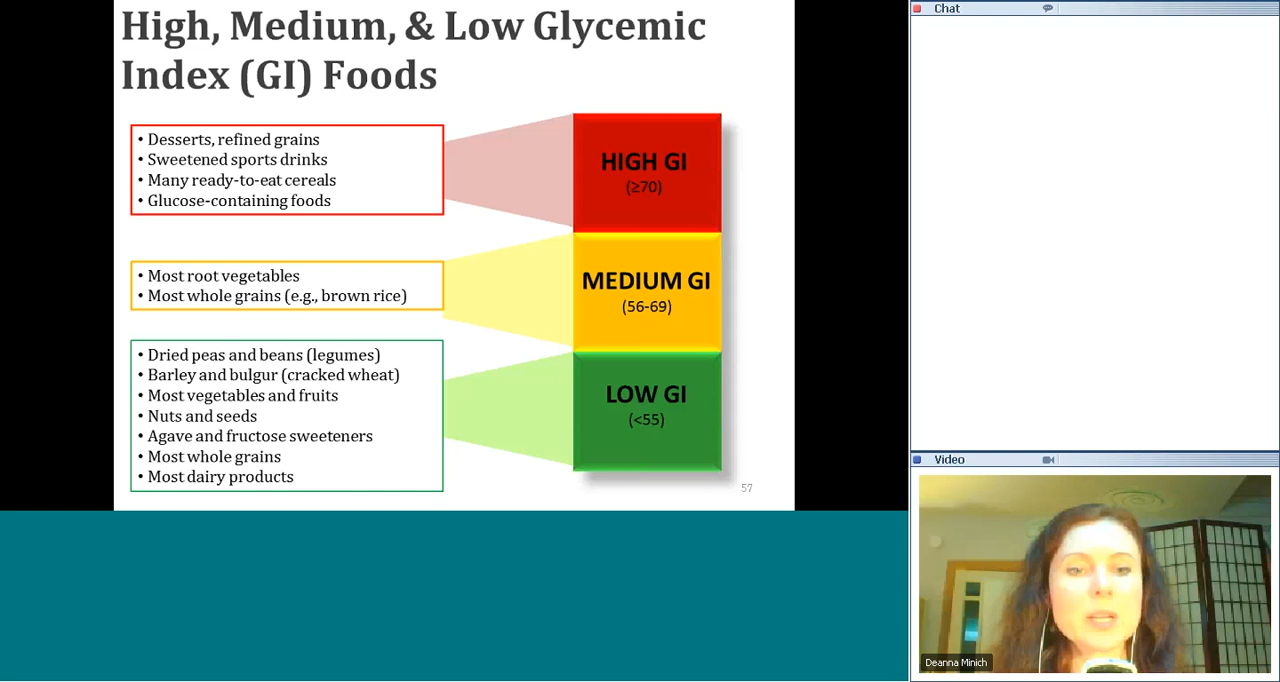 High, Medium, & Low Glycemic
Index (GI) Foods
• Desserts, refined grains
• Sweetened sports drinks
• Many ready-to-eat cereals
• Glucose-containing foods
HIGH GI
(≥70)
• Most root vegetables
• Most whole grains (e.g., brown rice)
MEDIUM GI
(56-69)
• Dried peas and beans (legumes)
• Barley and bulgur (cracked wheat)
• Most vegetables and fruits
• Nuts and seeds
• Agave and fructose sweeteners
• Most whole grains
• Most dairy products
LOW GI
(<55)
57
Chat
Video
Deanna Minich